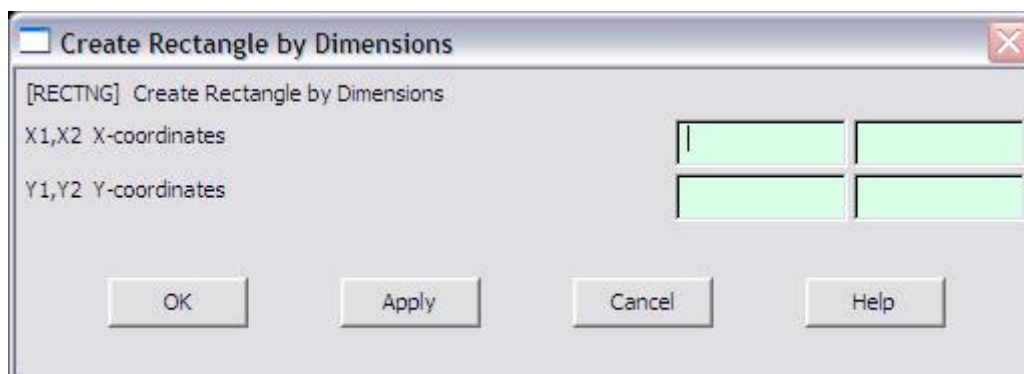 Create Rectangle by Dimensions
[RECTNG] Create Rectangle by Dimensions
X1,X2 X-coordinates
Y1,Y2 Y-coordinates
OK Apply Cancel Help